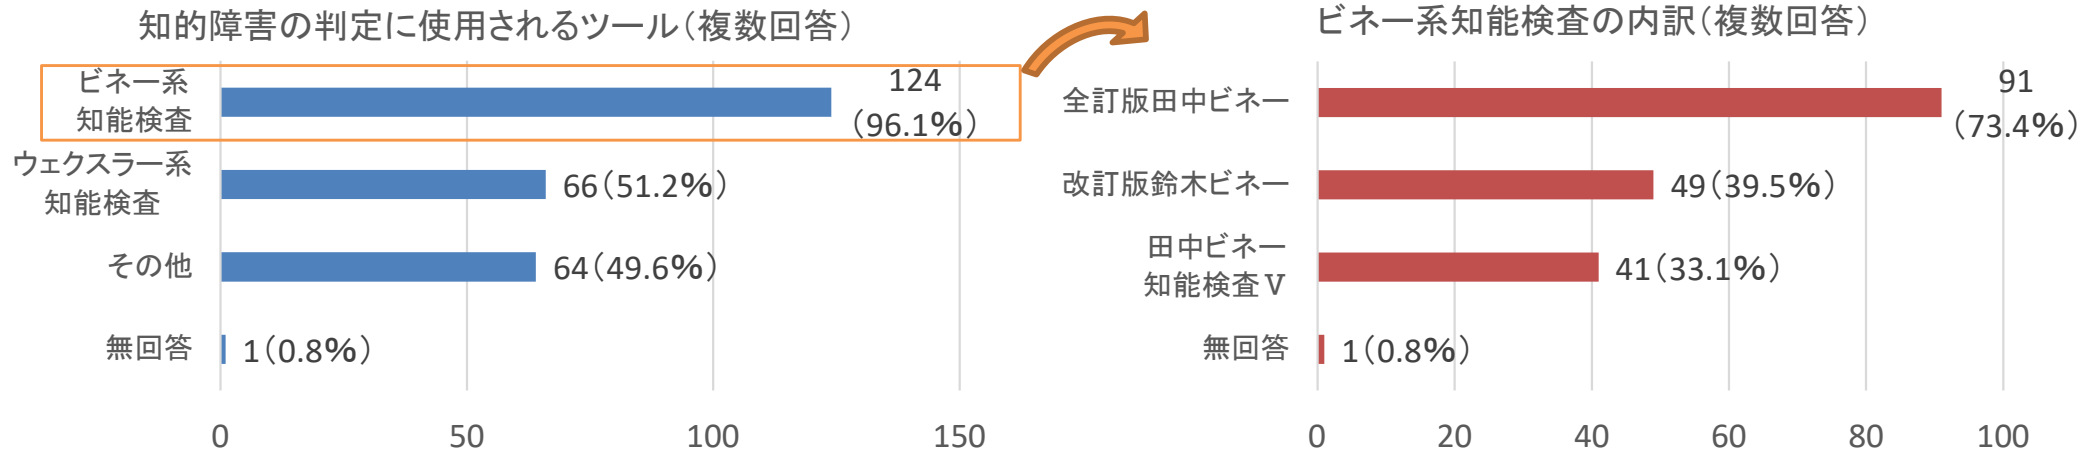 知的障害の判定に使用されるツール（複数回答）
ビネー系
知能検査
124
（96.1%）
ウェクスラー系
知能検査
66（51.2%）
その他
64（49.6%）
無回答
1（0.8%）
0
50
100
150
ビネー系知能検査の内訳（複数回答）
全訂版田中ビネー
91
（73.4%）
改訂版鈴木ビネー
49（39.5%）
田中ビネー
知能検査Ⅴ
41（33.1%）
無回答
1（0.8%）
0
20
40
60
80
100